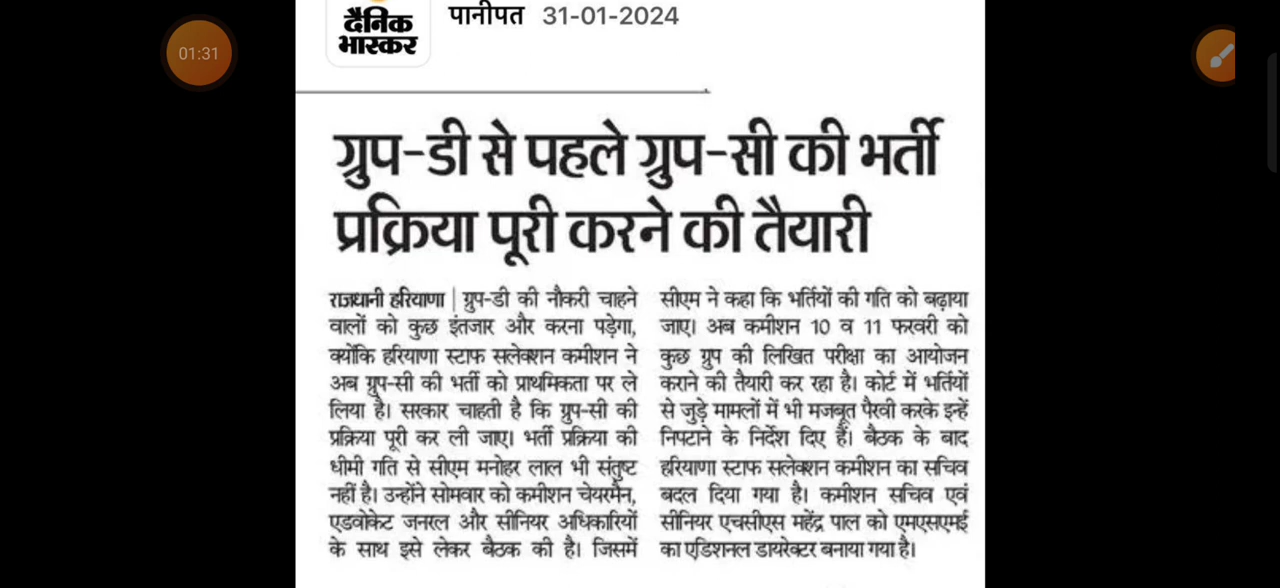 01:31
दैनिक
भास्कर
पानीपत 31-01-2024
ग्रुप-डी से पहले ग्रुप-सी की भर्ती
प्रक्रिया पूरी करने की तैयारी
राजधानी हरियाणा | ग्रुप-डी की नौकरी चाहने
वालों को कुछ इंतजार और करना पड़ेगा,
क्योंकि हरियाणा स्टाफ सलेक्शन कमीशन ने
अब ग्रुप-सी की भर्ती को प्राथमिकता पर ले
लिया है। सरकार चाहती है कि ग्रुप-सी की
प्रक्रिया पूरी कर ली जाए। भर्ती प्रक्रिया की
धीमी गति से सीएम मनोहर लाल भी संतुष्ट
नहीं है। उन्होंने सोमवार को कमीशन चेयरमैन,
एडवोकेट जनरल और सीनियर अधिकारियों
के साथ इसे लेकर बैठक की है। जिसमें
सीएम ने कहा कि भर्तियों की गति को बढ़ाया
जाए। अब कमीशन 10 व 11 फरवरी को
कुछ ग्रुप की लिखित परीक्षा का आयोजन
कराने की तैयारी कर रहा है। कोर्ट में भर्तियों
से जुड़े मामलों में भी मजबूत पैरवी करके इन्हें
निपटाने के निर्देश दिए हैं। बैठक के बाद
हरियाणा स्टाफ सलेक्शन कमीशन का सचिव
बदल दिया गया है। कमीशन सचिव एवं
सीनियर एचसीएस महेंद्र पाल को एमएसएमई
का एडिशनल डायरेक्टर बनाया गया है।